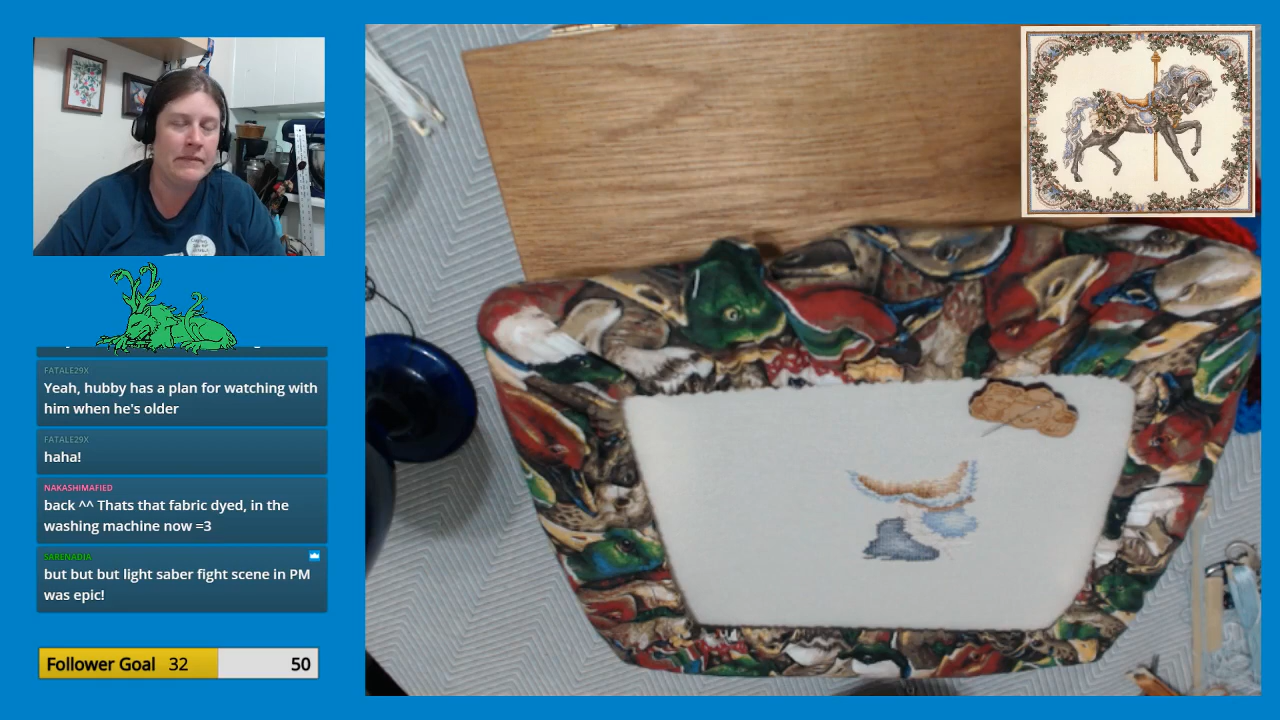 FATALE29X
Yeah, hubby has a plan for watching with
him when he's older
FATALE29X
haha!
NAKASHIMAFIED
back ^^ Thats that fabric dyed, in the
washing machine now =3
SARENADIA
but but but light saber fight scene in PM
was epic!
Follower Goal 32 50